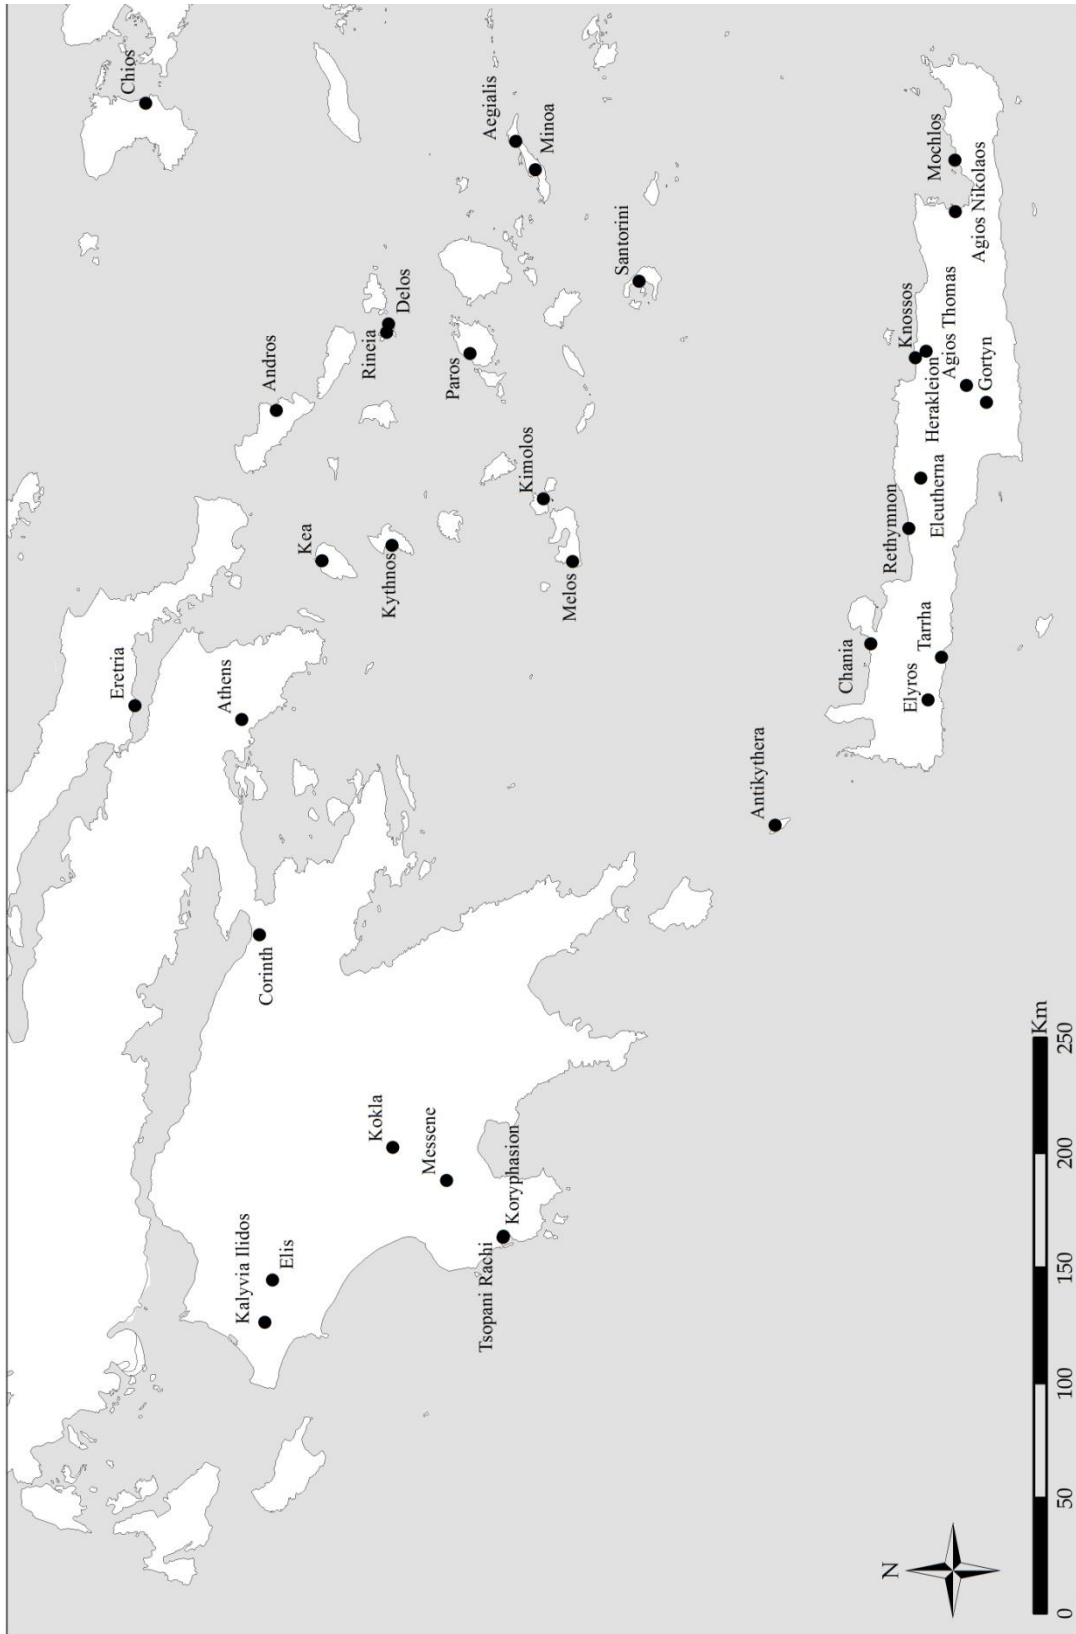 Chios
Eretria
Athens
Kalyvia Ilidos
Corinth
Andros
Elis
Kea
Kokla
Rineia
Kythnos
Delos
Messene
Paros
Tsopani Rachi
Aegialis
Koryphasion
Kimolos
Minoa
Melos
Santorini
Antikythera
Chania
N
Rethymnon
Knossos
Elyros
Tarrha
Herakleion
Mochlos
Eleutherna
Agios Thomas
Agios Nikolaos
Gortyn
Km
0 50 100 150 200 250